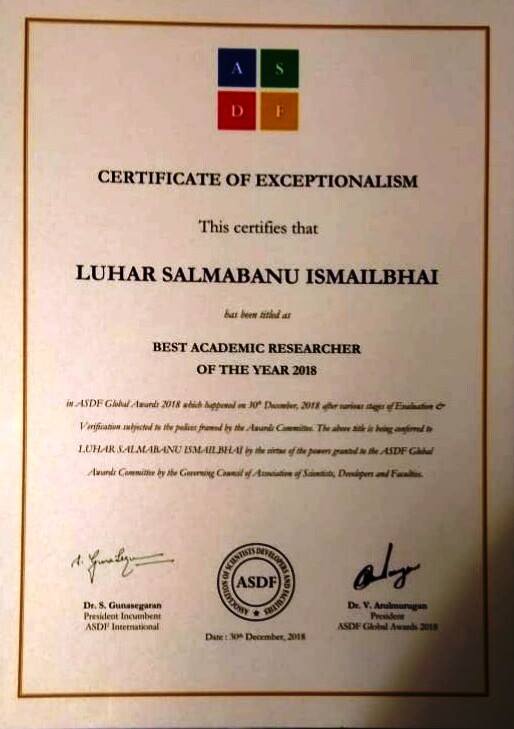 A S
D F
CERTIFICATE OF EXCEPTIONALISM
This certifies that
LUHAR SALMABANU ISMAILBHAI
has been titled as
BEST ACADEMIC RESEARCHER
OF THE YEAR 2018
in ASDF Global Awards 2018 which happened on 30th December, 2018 after various stages of Evaluation &
Verification subjected to the polices framed by the Awards Committee. The above title is being conferred to
LUHAR SALMABANU ISMAILBHAI by the virtue of the powers granted to the ASDF Global
Awards Committee by the Governing Council of Association of Scientists, Developers and Faculties.
ASSOCIATION OF SCIENTISTS DEVELOPERS AND FACULTIES
ASDF
Dr. S. Gunasegaran
President Incumbent
ASDF International
Date : 30th December, 2018
Dr. V. Arulmurugan
President
ASDF Global Awards 2018